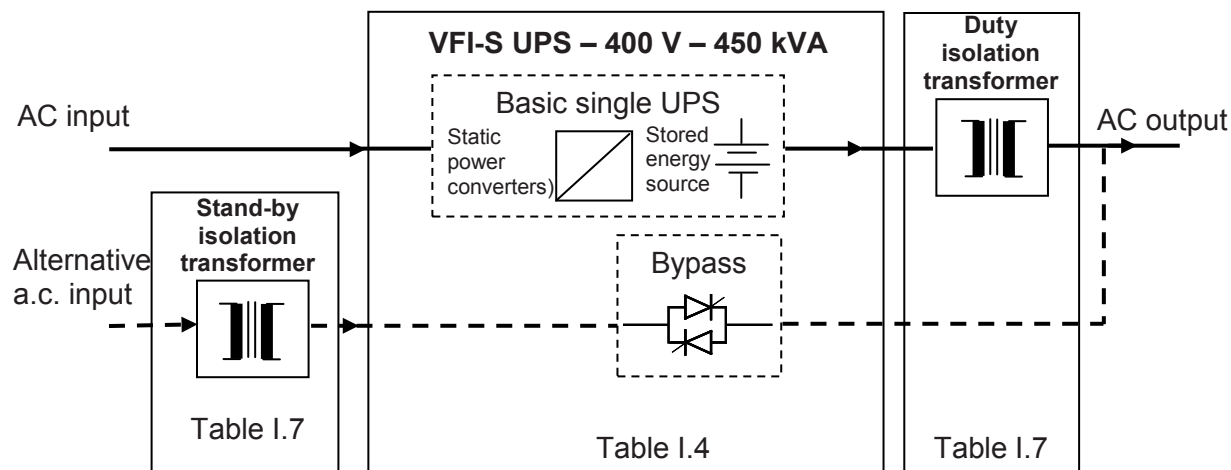 VFI-S UPS – 400 V – 450 kVA
Duty
isolation
transformer
Basic single UPS
AC input
Static
power
converters)
Stored
energy
source
AC output
Stand-by
isolation
transformer
Alternative
a.c. input
Bypass
Table I.7
Table I.4
Table I.7